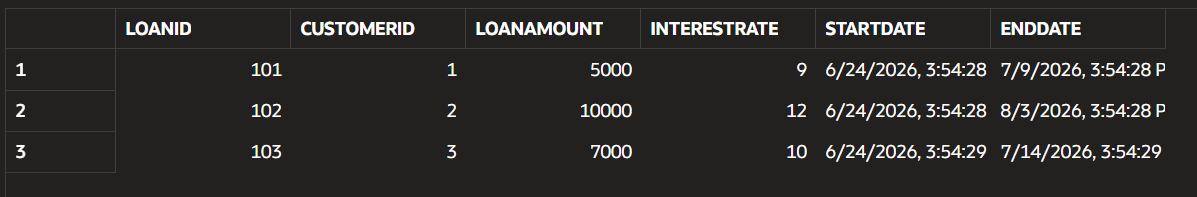 LOANID CUSTOMERID LOANAMOUNT INTERESTRATE STARTDATE ENDDATE
1 101 1 5000 9 6/24/2026, 3:54:28 7/9/2026, 3:54:28 P
2 102 2 10000 12 6/24/2026, 3:54:28 8/3/2026, 3:54:28 P
3 103 3 7000 10 6/24/2026, 3:54:29 7/14/2026, 3:54:29